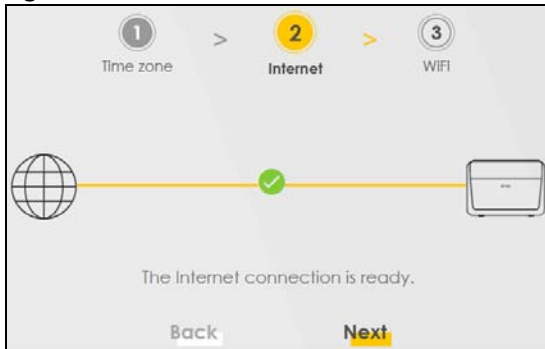 1 > 2 > 3
Time zone Internet WiFi
The Internet connection is ready.
Back Next